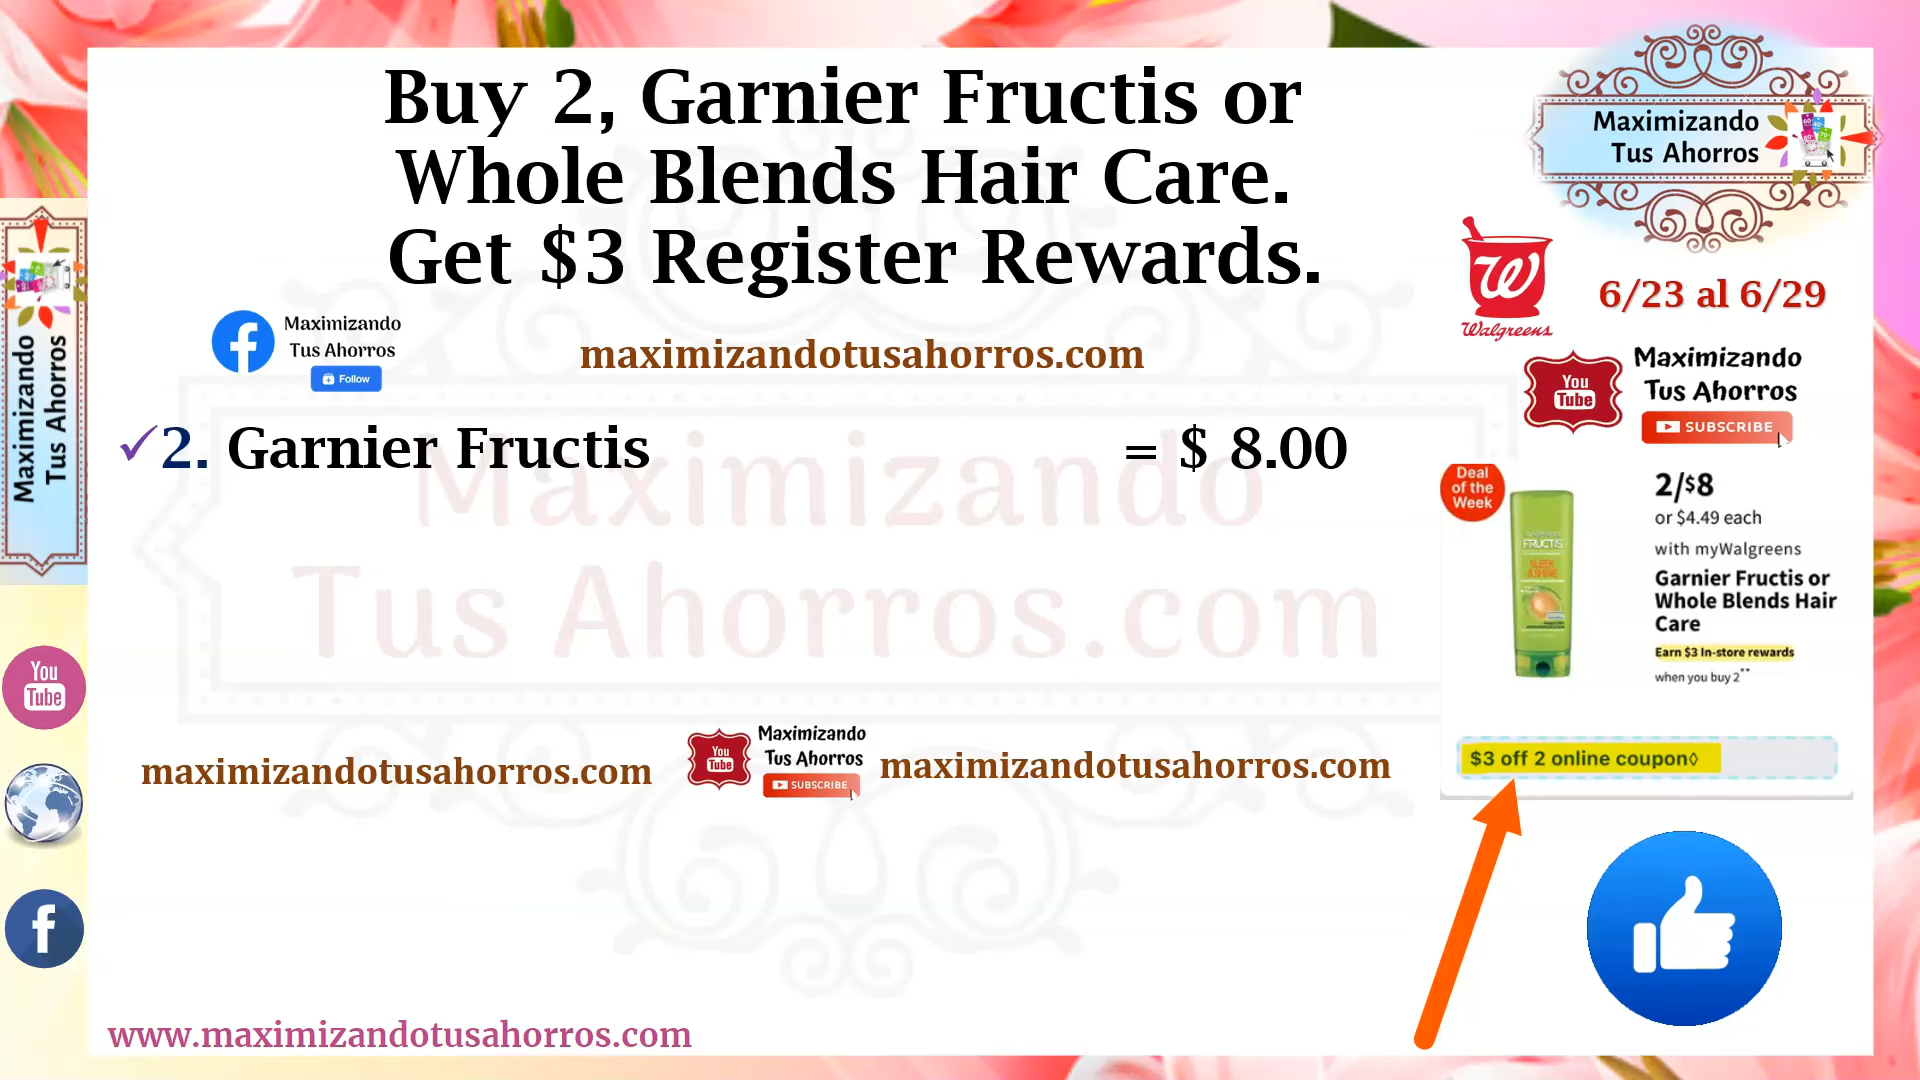 Buy 2, Garnier Fructis or
Whole Blends Hair Care.
Get $3 Register Rewards.
Maximizando
Tus Ahorros
Maximizando
Tus Ahorros
Walgreens
6/23 al 6/29
Maximizando
Tus Ahorros
Follow
maximizandotusahorros.com
You
Tube
Maximizando
Tus Ahorros
SUBSCRIBE
✓2. Garnier Fructis = $ 8.00
Maximizando
Tus Ahorros.com
Deal
of the
Week
FRUCTIS
SLEEK
& SHINE
2/$8
or $4.49 each
with myWalgreens
Garnier Fructis or
Whole Blends Hair
Care
Earn $3 In-store rewards
when you buy 2**
$3 off 2 online coupon◊
You
Tube
maximizandotusahorros.com
You
Tube
Maximizando
Tus Ahorros
SUBSCRIBE
maximizandotusahorros.com
www.maximizandotusahorros.com